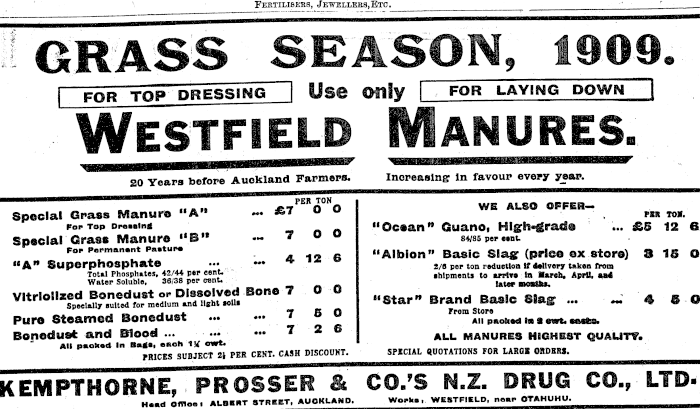 FERTILISERS, JEWELLERS, ETC.
GRASS SEASON, 1909.
FOR TOP DRESSING Use only FOR LAYING DOWN
WESTFIELD MANURES.
20 Years before Auckland Farmers. Increasing in favour every year.
PER TON
Special Grass Manure "A" ... £7 0 0
For Top Dressing
Special Grass Manure "B" ... 7 0 0
For Permanent Pasture
"A" Superphosphate ... ... 4 12 6
Total Phosphates, 42/44 per cent.
Water Soluble, 36/38 per cent.
Vitriolized Bonedust or Dissolved Bone 7 0 0
Specially suited for medium and light soils
Pure Steamed Bonedust ... ... 7 5 0
Bonedust and Blood ... ... ... 7 2 6
All packed in Bags, each 1½ cwt.
PRICES SUBJECT 2½ PER CENT. CASH DISCOUNT.
WE ALSO OFFER—
PER TON.
"Ocean" Guano, High-grade ... £5 12 6
84/85 per cent.
"Albion" Basic Slag (price ex store) 3 15 0
2/6 per ton reduction if delivery taken from
shipments to arrive in March, April, and
later months.
"Star" Brand Basic Slag ... ... 4 5 0
From Store
All packed in 2 cwt. casks.
ALL MANURES HIGHEST QUALITY.
SPECIAL QUOTATIONS FOR LARGE ORDERS.
KEMPTHORNE, PROSSER & CO.'S N.Z. DRUG CO., LTD.
Head Office: ALBERT STREET, AUCKLAND. Works: WESTFIELD, near OTAHUHU.